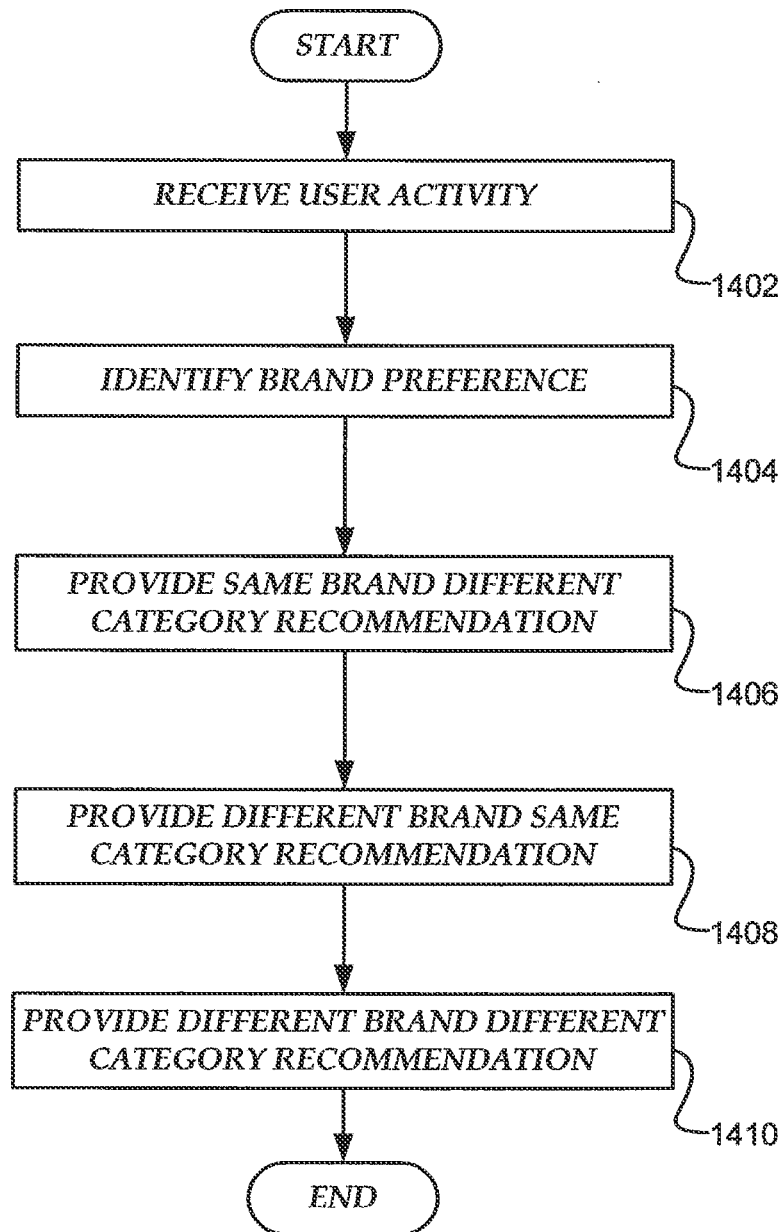 START
RECEIVE USER ACTIVITY
1402
IDENTIFY BRAND PREFERENCE
1404
PROVIDE SAME BRAND DIFFERENT
CATEGORY RECOMMENDATION
1406
PROVIDE DIFFERENT BRAND SAME
CATEGORY RECOMMENDATION
1408
PROVIDE DIFFERENT BRAND DIFFERENT
CATEGORY RECOMMENDATION
1410
END